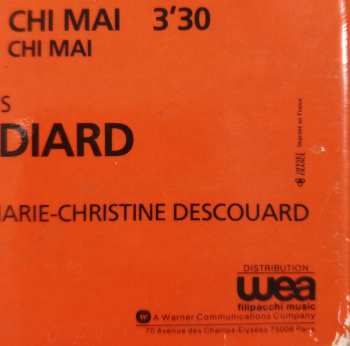 CHI MAI 3'30
CHI MAI
S
DIARD
ARIE-CHRISTINE DESCOUARD
Imprimé en France
DISTRIBUTION
wea
filipacchi music
A Warner Communications Company
70 Avenue des Champs-Elysées 75008 Paris